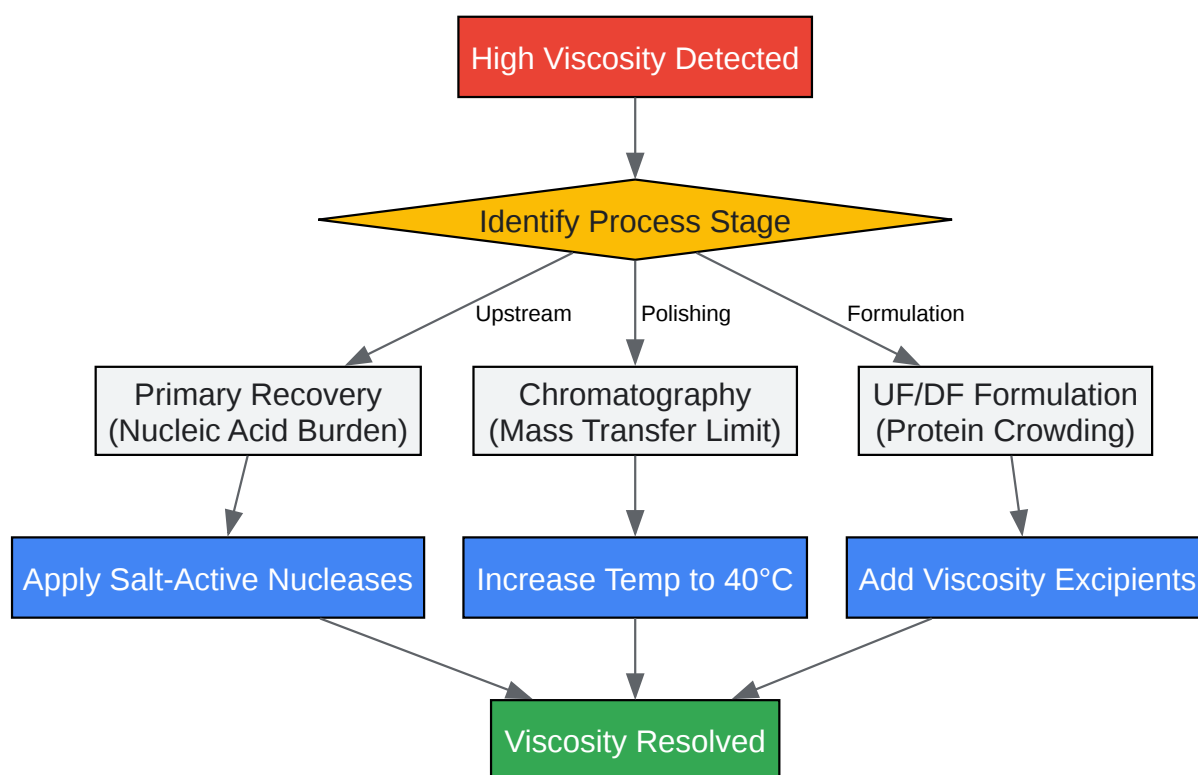 High Viscosity Detected
Identify Process Stage
Upstream
Polishing
Formulation
Primary Recovery
(Nucleic Acid Burden)
Chromatography
(Mass Transfer Limit)
UF/DF Formulation
(Protein Crowding)
Apply Salt-Active Nucleases
Increase Temp to 40°C
Add Viscosity Excipients
Viscosity Resolved